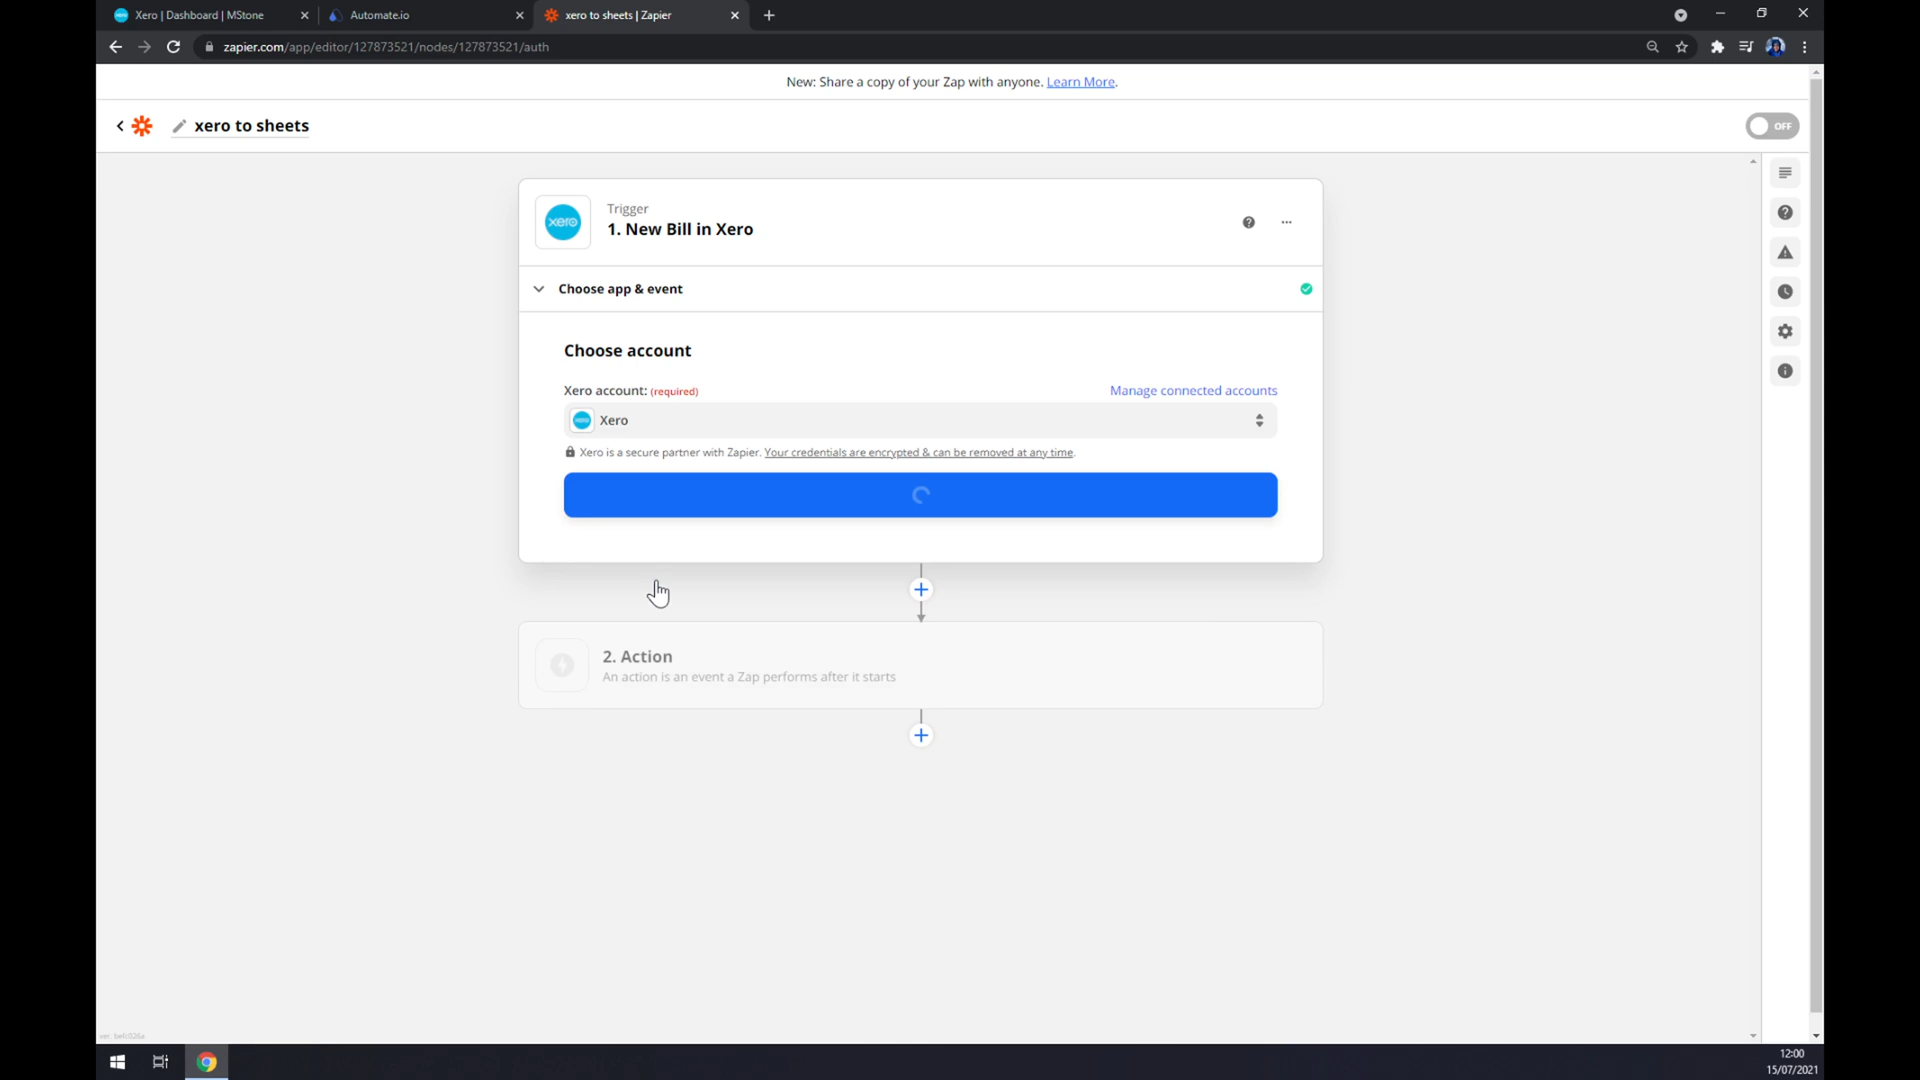 Xero | Dashboard | MStone
Automate.io
xero to sheets | Zapier
zapier.com/app/editor/127873521/nodes/127873521/auth
New: Share a copy of your Zap with anyone. Learn More.
xero to sheets
OFF
xero
Trigger
1. New Bill in Xero
Choose app & event
Choose account
Xero account: (required)
Manage connected accounts
Xero
Xero is a secure partner with Zapier. Your credentials are encrypted & can be removed at any time.
2. Action
An action is an event a Zap performs after it starts
12:00
15/07/2021